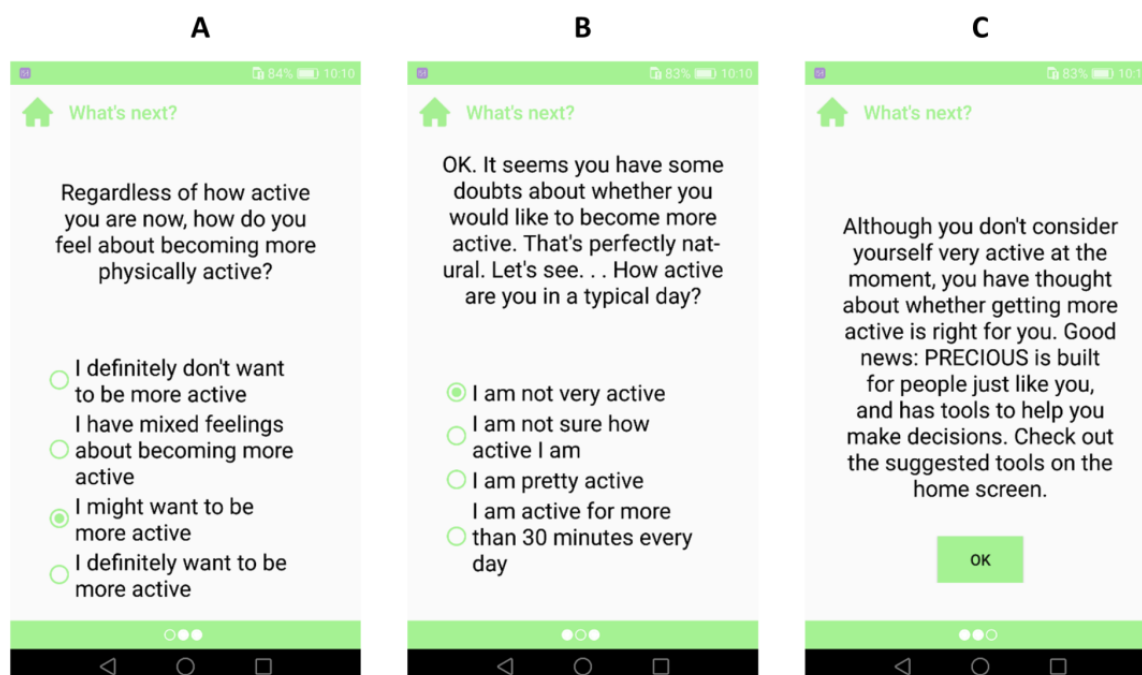 A
84% 10:10
What's next?
Regardless of how active
you are now, how do you
feel about becoming more
physically active?
I definitely don't want
to be more active
I have mixed feelings
about becoming more
active
I might want to be
more active
I definitely want to be
more active
B
83% 10:10
What's next?
OK. It seems you have some
doubts about whether you
would like to become more
active. That's perfectly nat-
ural. Let's see. . . How active
are you in a typical day?
I am not very active
I am not sure how
active I am
I am pretty active
I am active for more
than 30 minutes every
day
C
83% 10:1
What's next?
Although you don't consider
yourself very active at the
moment, you have thought
about whether getting more
active is right for you. Good
news: PRECIOUS is built
for people just like you,
and has tools to help you
make decisions. Check out
the suggested tools on the
home screen.
OK